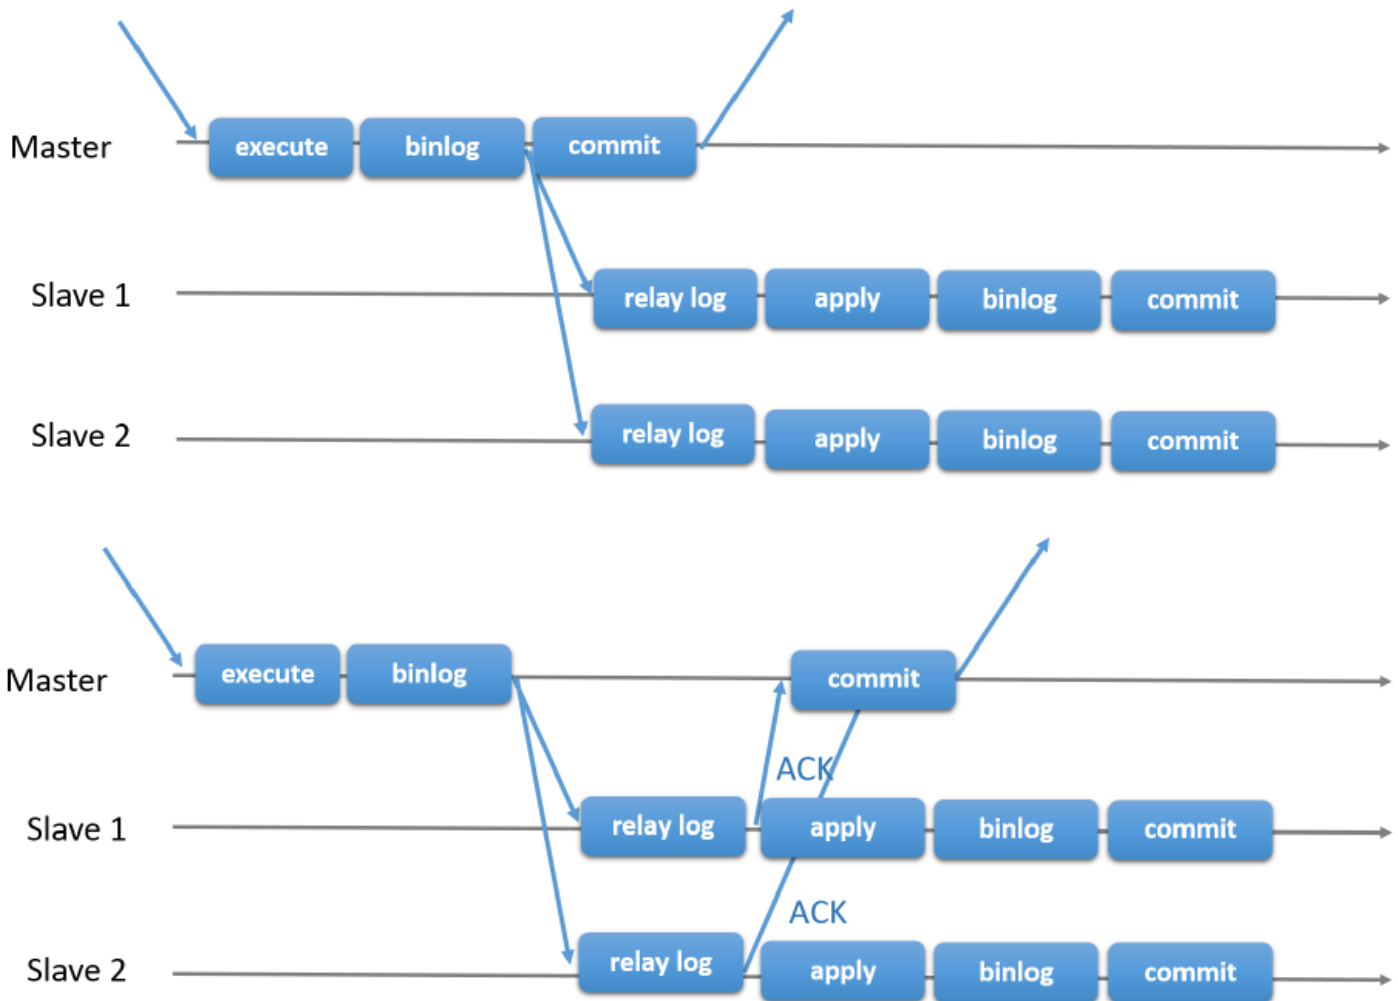 Master execute binlog commit
Slave 1 relay log apply binlog commit
Slave 2 relay log apply binlog commit
Master execute binlog commit
ACK
Slave 1 relay log apply binlog commit
ACK
Slave 2 relay log apply binlog commit